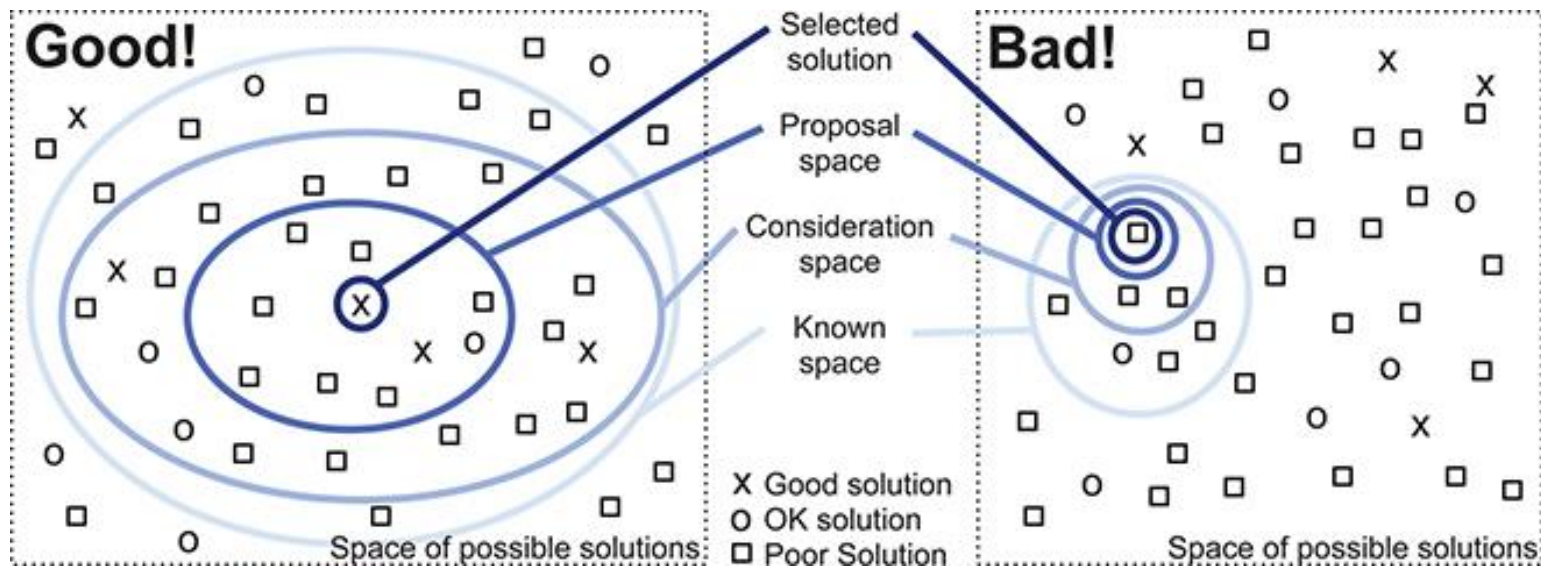 Good!
Selected
solution
Proposal
space
Consideration
space
Known
space
X Good solution
O OK solution
Poor Solution
Space of possible solutions
Bad!
Space of possible solutions